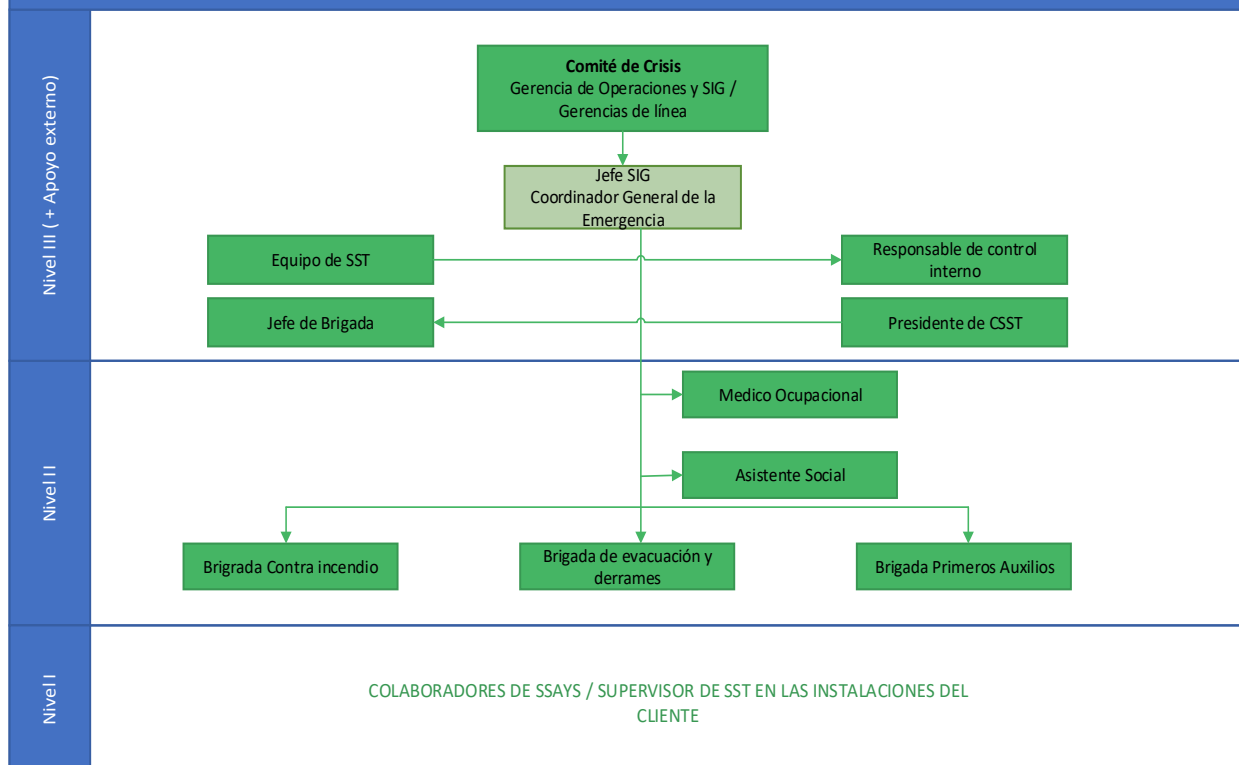 Nivel III ( + Apoyo externo)
Comité de Crisis
Gerencia de Operaciones y SIG /
Gerencias de línea
Jefe SIG
Coordinador General de la
Emergencia
Equipo de SST
Responsable de control
interno
Jefe de Brigada
Presidente de CSST
Nivel II
Medico Ocupacional
Asistente Social
Brigrada Contra incendio
Brigada de evacuación y
derrames
Brigada Primeros Auxilios
Nivel I
COLABORADORES DE SSAYS / SUPERVISOR DE SST EN LAS INSTALACIONES DEL
CLIENTE